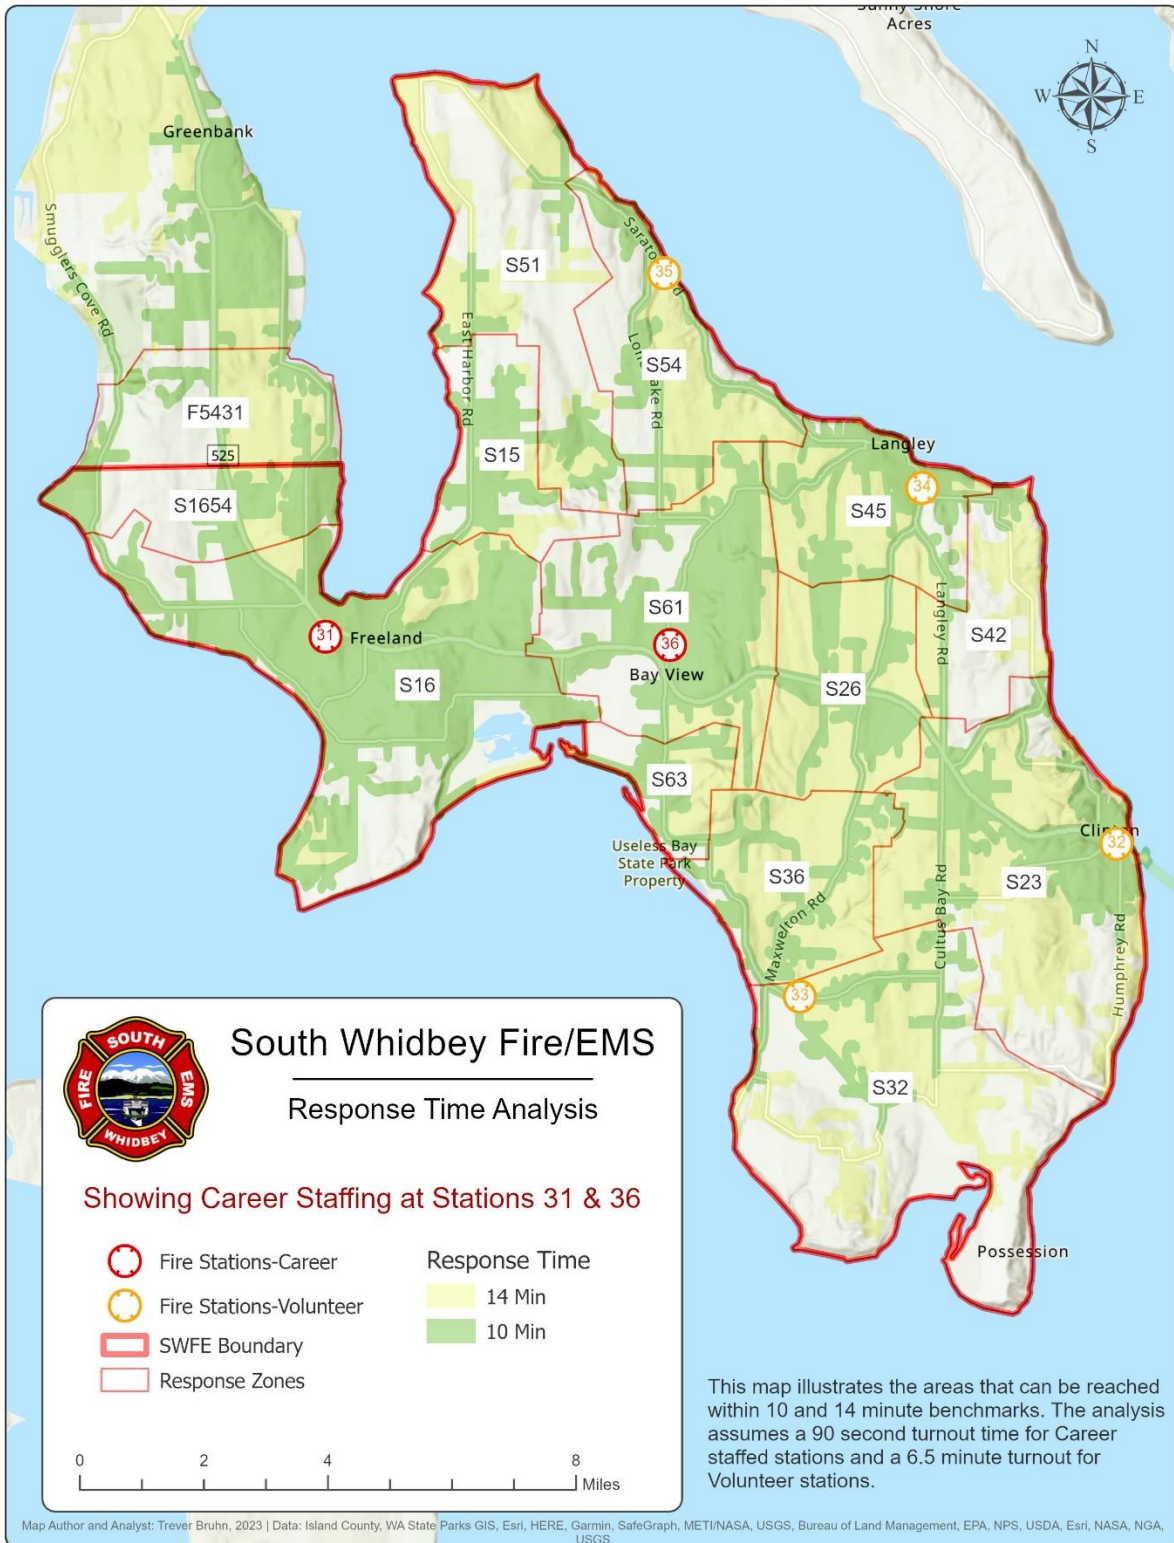 Sunny Shore
Acres
N
W
E
S
Greenbank
Smugglers Cove Rd
S51
East Harbor Rd
35
S54
F5431
525
S1654
S15
Langley
34
S45
Langley Rd
S42
31
Freeland
S61
36
Bay View
S26
S16
S63
Useless Bay
State Park
Property
S36
Maxwelton Rd
Cultus Bay Rd
Clinton
32
S23
Humphrey Rd
33
S32
Possession
SOUTH
FIRE
EMS
WHIDBEY
South Whidbey Fire/EMS
Response Time Analysis
Showing Career Staffing at Stations 31 & 36
Fire Stations-Career
Fire Stations-Volunteer
SWFE Boundary
Response Zones
Response Time
14 Min
10 Min
0 2 4 8
Miles
This map illustrates the areas that can be reached
within 10 and 14 minute benchmarks. The analysis
assumes a 90 second turnout time for Career
staffed stations and a 6.5 minute turnout for
Volunteer stations.
Map Author and Analyst: Trever Bruhn, 2023 | Data: Island County, WA State Parks GIS, Esri, HERE, Garmin, SafeGraph, METI/NASA, USGS, Bureau of Land Management, EPA, NPS, USDA, Esri, NASA, NGA,
USGS